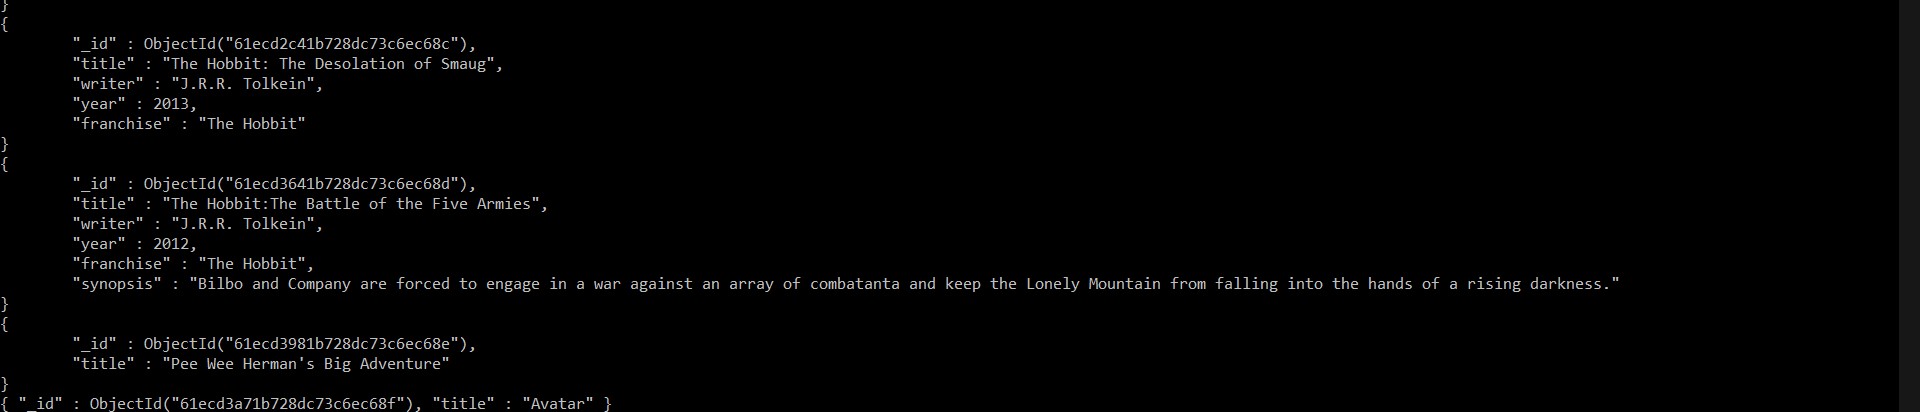 }
{
"_id" : ObjectId("61ecd2c41b728dc73c6ec68c"),
"title" : "The Hobbit: The Desolation of Smaug",
"writer" : "J.R.R. Tolkein",
"year" : 2013,
"franchise" : "The Hobbit"
}
{
"_id" : ObjectId("61ecd3641b728dc73c6ec68d"),
"title" : "The Hobbit:The Battle of the Five Armies",
"writer" : "J.R.R. Tolkein",
"year" : 2012,
"franchise" : "The Hobbit",
"synopsis" : "Bilbo and Company are forced to engage in a war against an array of combatanta and keep the Lonely Mountain from falling into the hands of a rising darkness."
}
{
"_id" : ObjectId("61ecd3981b728dc73c6ec68e"),
"title" : "Pee Wee Herman's Big Adventure"
}
{ "_id" : ObjectId("61ecd3a71b728dc73c6ec68f"), "title" : "Avatar" }